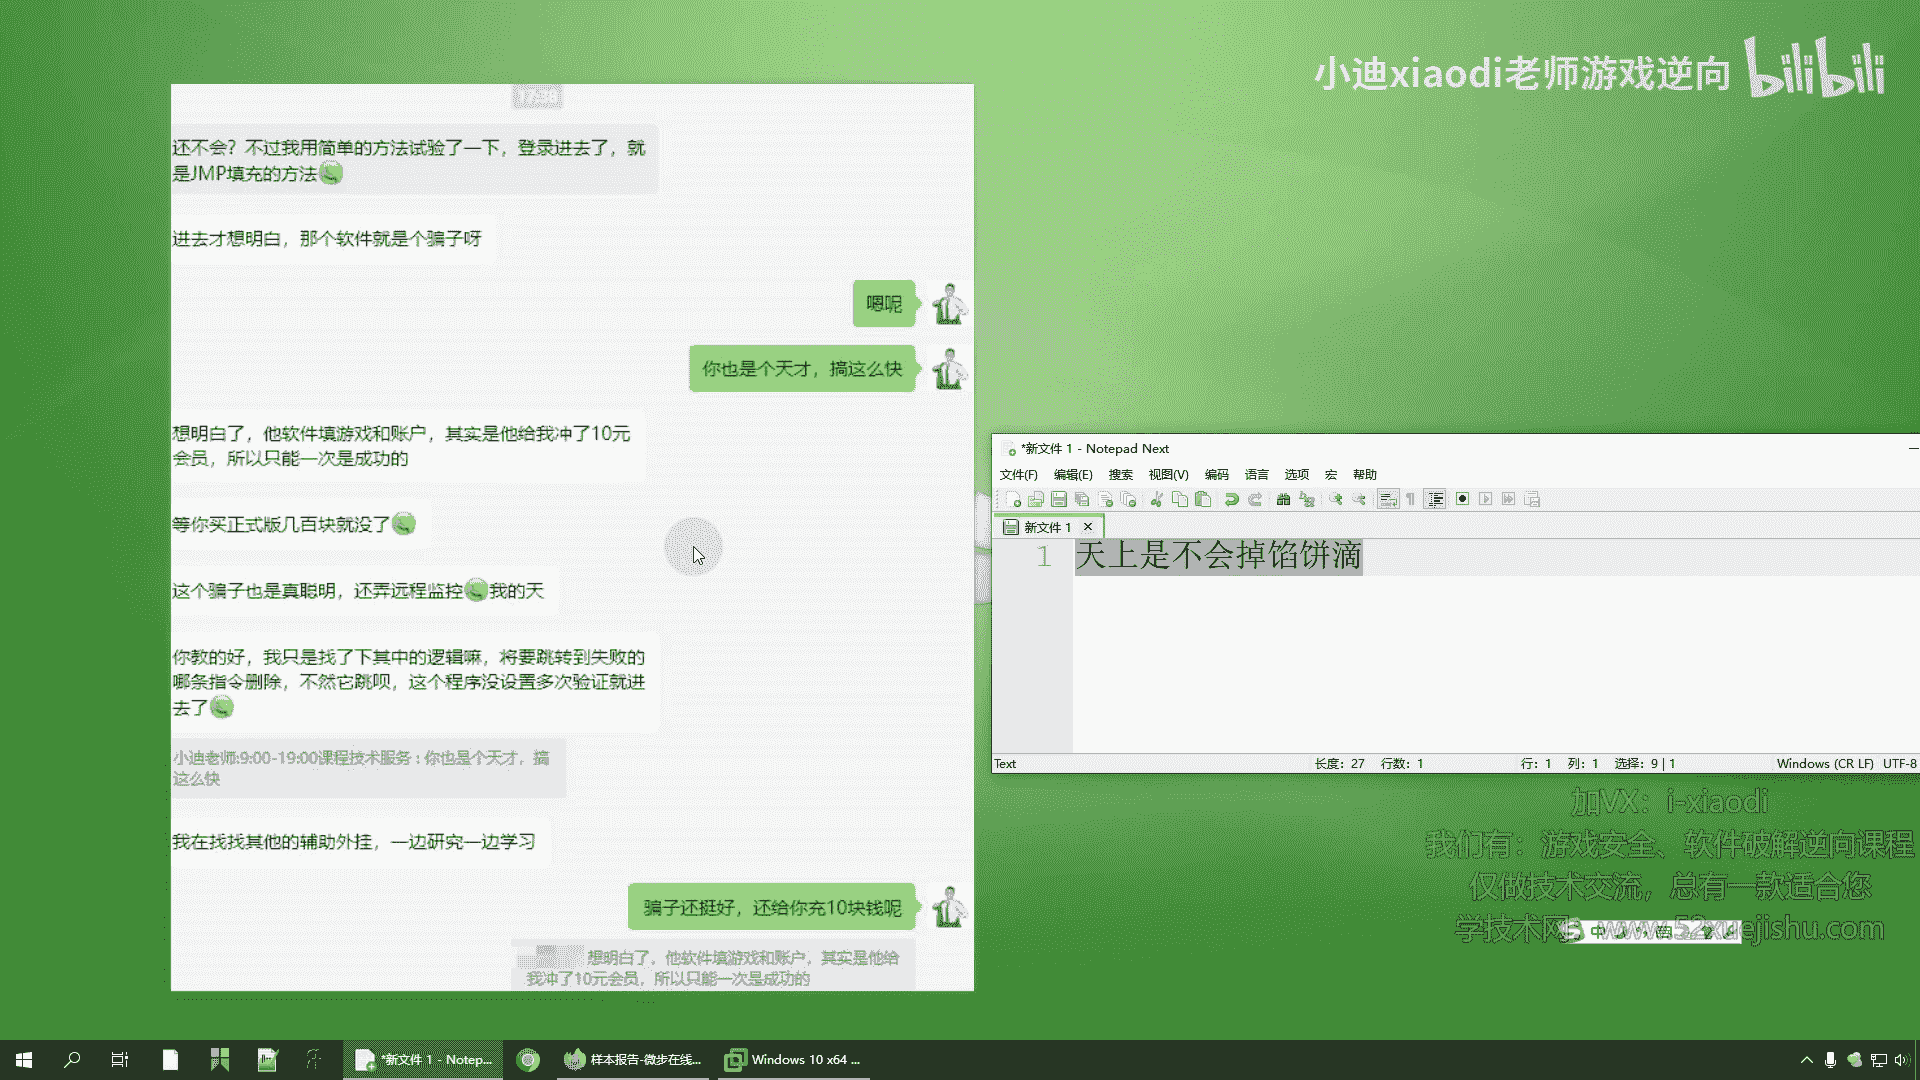 小迪xiaodi老师游戏逆向 bilibili
17:38
还不会？不过我用简单的方法试验了一下，登录进去了，就
是JMP填充的方法
进去才想明白，那个软件就是个骗子呀
嗯呢
你也是个天才，搞这么快
想明白了，他软件填游戏和账户，其实是他给我冲了10元
会员，所以只能一次是成功的
等你买正式版几百块就没了
这个骗子也是真聪明，还弄远程监控我的天
你教的好，我只是找了下其中的逻辑嘛，将要跳转到失败的
哪条指令删除，不然它跳呗，这个程序没设置多次验证就进
去了
小迪老师:9:00-19:00课程技术服务：你也是个天才，搞
这么快
我在找找其他的辅助外挂，一边研究一边学习
骗子还挺好，还给你充10块钱呢
想明白了，他软件填游戏和账户，其实是他给
我冲了10元会员，所以只能一次是成功的
*新文件 1 - Notepad Next
文件(F) 编辑(E) 搜索 视图(V) 编码 语言 选项 宏 帮助
新文件 1
1 天上是不会掉馅饼滴
Text 长度：27 行数：1 行：1 列：1 选择：9 | 1 Windows (CR LF) UTF-8
加VX：i-xiaodi
我们有：游戏安全、软件破解逆向课程
仅做技术交流，总有一款适合您
学技术网 www.52xuejishu.com
*新文件 1 - Notep... 样本报告-微步在线... Windows 10 x64 ...